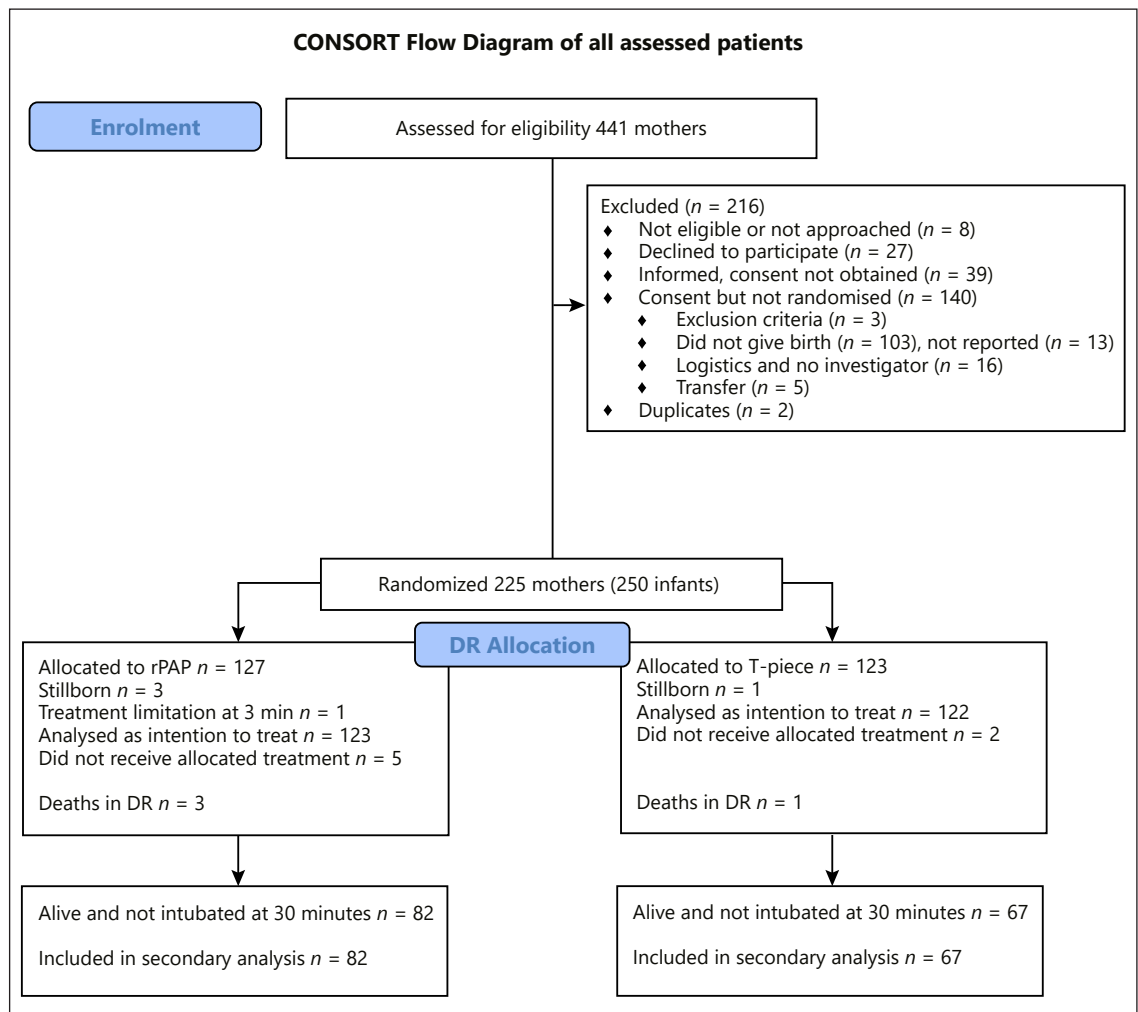 CONSORT Flow Diagram of all assessed patients
Enrolment
Assessed for eligibility 441 mothers
Excluded (n = 216)
♦ Not eligible or not approached (n = 8)
♦ Declined to participate (n = 27)
♦ Informed, consent not obtained (n = 39)
♦ Consent but not randomised (n = 140)
♦ Exclusion criteria (n = 3)
♦ Did not give birth (n = 103), not reported (n = 13)
♦ Logistics and no investigator (n = 16)
♦ Transfer (n = 5)
♦ Duplicates (n = 2)
Randomized 225 mothers (250 infants)
DR Allocation
Allocated to rPAP n = 127
Stillborn n = 3
Treatment limitation at 3 min n = 1
Analysed as intention to treat n = 123
Did not receive allocated treatment n = 5
Deaths in DR n = 3
Allocated to T-piece n = 123
Stillborn n = 1
Analysed as intention to treat n = 122
Did not receive allocated treatment n = 2
Deaths in DR n = 1
Alive and not intubated at 30 minutes n = 82
Included in secondary analysis n = 82
Alive and not intubated at 30 minutes n = 67
Included in secondary analysis n = 67